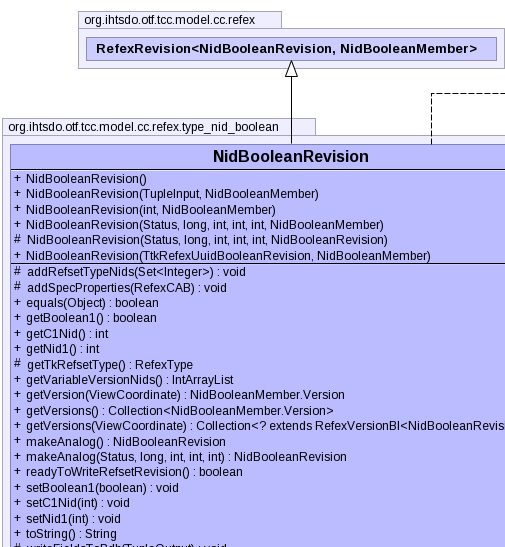 org.ihtsdo.otf.tcc.model.cc.refex
RefexRevision<NidBooleanRevision, NidBooleanMember>
org.ihtsdo.otf.tcc.model.cc.refex.type_nid_boolean
NidBooleanRevision
+ NidBooleanRevision()
+ NidBooleanRevision(TupleInput, NidBooleanMember)
+ NidBooleanRevision(int, NidBooleanMember)
+ NidBooleanRevision(Status, long, int, int, int, NidBooleanMember)
# NidBooleanRevision(Status, long, int, int, int, NidBooleanRevision)
+ NidBooleanRevision(TtkRefexUuidBooleanRevision, NidBooleanMember)
# addRefsetTypeNids(Set<Integer>) : void
# addSpecProperties(RefexCAB) : void
+ equals(Object) : boolean
+ getBoolean1() : boolean
+ getC1Nid() : int
+ getNid1() : int
# getTkRefsetType() : RefexType
+ getVariableVersionNids() : IntArrayList
+ getVersion(ViewCoordinate) : NidBooleanMember.Version
+ getVersions() : Collection<NidBooleanMember.Version>
+ getVersions(ViewCoordinate) : Collection<? extends RefexVersionBI<NidBooleanRevis
+ makeAnalog() : NidBooleanRevision
+ makeAnalog(Status, long, int, int, int) : NidBooleanRevision
+ readyToWriteRefsetRevision() : boolean
+ setBoolean1(boolean) : void
+ setC1Nid(int) : void
+ setNid1(int) : void
+ toString() : String
# writeFieldsToBdb(TupleOutput) : void